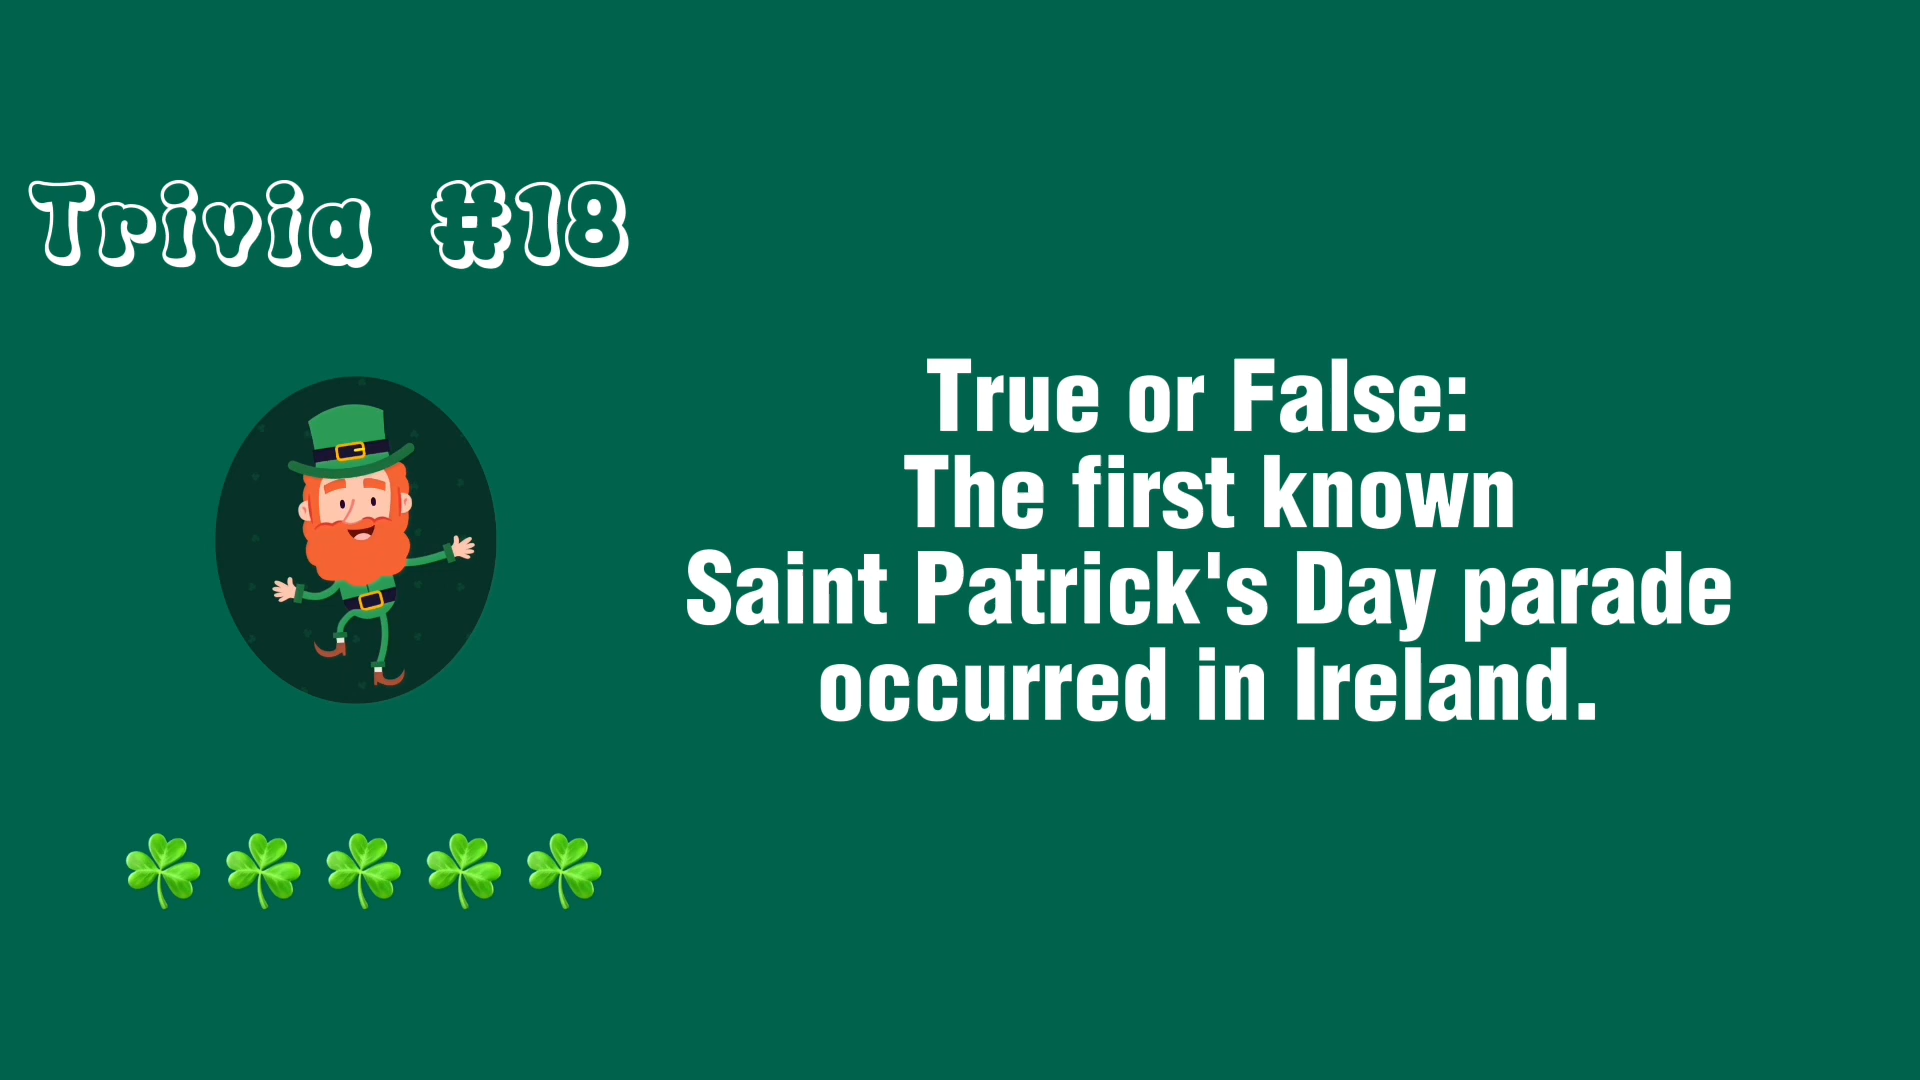 Trivia #18
True or False:
The first known
Saint Patrick's Day parade
occurred in Ireland.